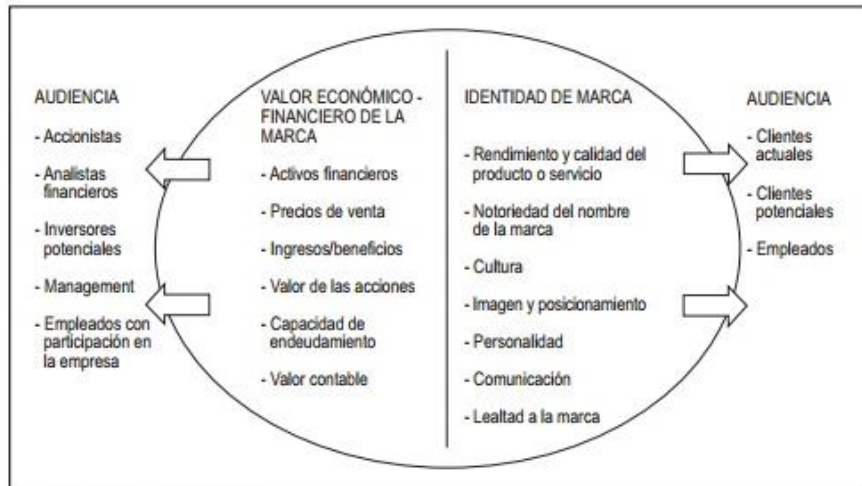 AUDIENCIA
- Accionistas
- Analistas
financieros
- Inversores
potenciales
- Management
- Empleados con
participación en
la empresa
VALOR ECONÓMICO -
FINANCIERO DE LA
MARCA
- Activos financieros
- Precios de venta
- Ingresos/beneficios
- Valor de las acciones
- Capacidad de
endeudamiento
- Valor contable
IDENTIDAD DE MARCA
- Rendimiento y calidad del
producto o servicio
- Notoriedad del nombre
de la marca
- Cultura
- Imagen y posicionamiento
- Personalidad
- Comunicación
- Lealtad a la marca
AUDIENCIA
- Clientes
actuales
- Clientes
potenciales
- Empleados